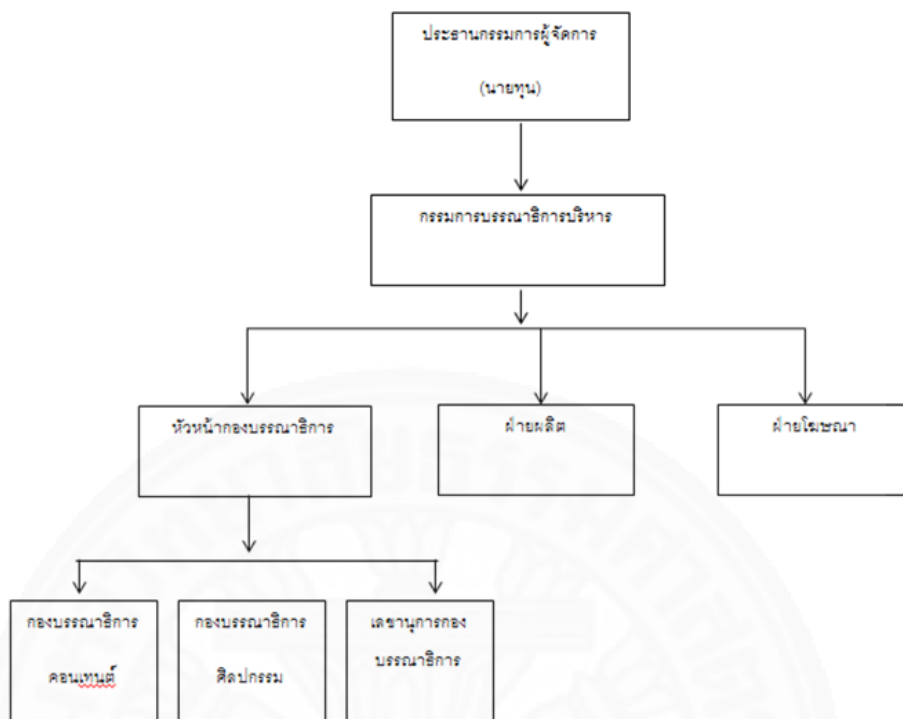 ประธานกรรมการผู้จัดการ
(นายทุน)
กรรมการบรรณาธิการบริหาร
หัวหน้ากองบรรณาธิการ
ฝ่ายผลิต
ฝ่ายโฆษณา
กองบรรณาธิการ
คอนเทนต์
กองบรรณาธิการ
ศิลปกรรม
เลขานุการกอง
บรรณาธิการ